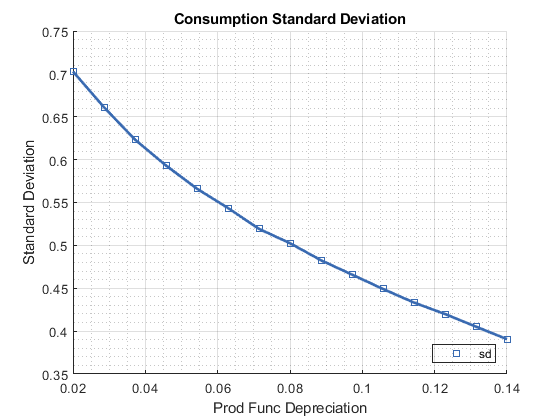 Consumption Standard Deviation
0.75
0.7
0.65
0.6
0.55
0.5
0.45
0.4
0.35
Standard Deviation
sd
0.02 0.04 0.06 0.08 0.1 0.12 0.14
Prod Func Depreciation